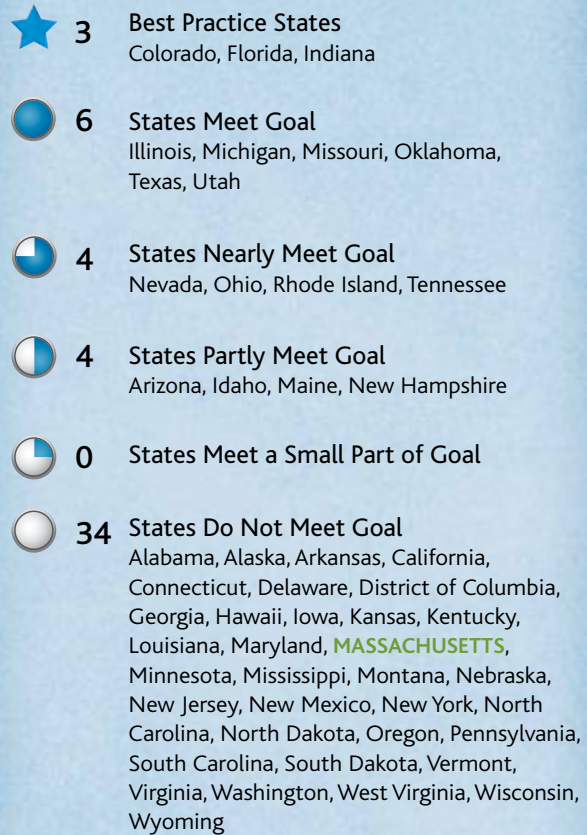 3 Best Practice States
Colorado, Florida, Indiana
6 States Meet Goal
Illinois, Michigan, Missouri, Oklahoma,
Texas, Utah
4 States Nearly Meet Goal
Nevada, Ohio, Rhode Island, Tennessee
4 States Partly Meet Goal
Arizona, Idaho, Maine, New Hampshire
0 States Meet a Small Part of Goal
34 States Do Not Meet Goal
Alabama, Alaska, Arkansas, California,
Connecticut, Delaware, District of Columbia,
Georgia, Hawaii, Iowa, Kansas, Kentucky,
Louisiana, Maryland, MASSACHUSETTS,
Minnesota, Mississippi, Montana, Nebraska,
New Jersey, New Mexico, New York, North
Carolina, North Dakota, Oregon, Pennsylvania,
South Carolina, South Dakota, Vermont,
Virginia, Washington, West Virginia, Wisconsin,
Wyoming